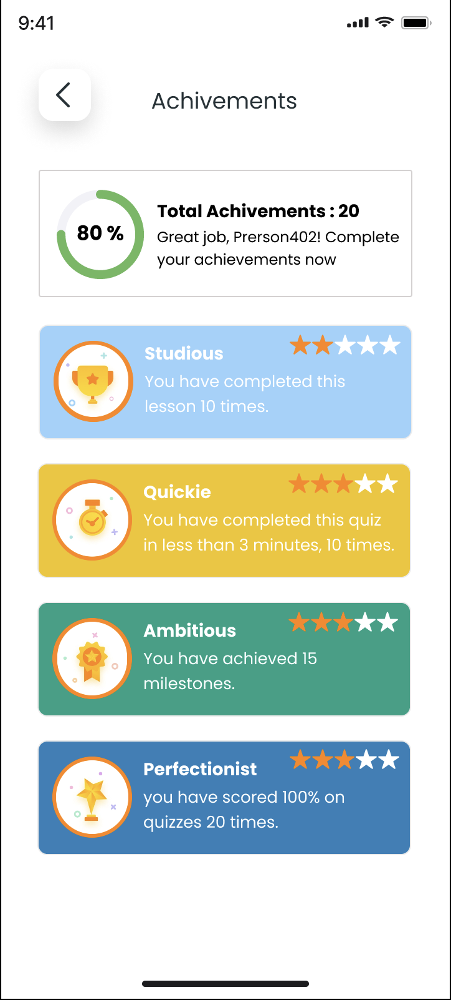 9:41
Achivements
80 %
Total Achivements : 20
Great job, Prerson402! Complete
your achievements now
Studious
You have completed this
lesson 10 times.
Quickie
You have completed this quiz
in less than 3 minutes, 10 times.
Ambitious
You have achieved 15
milestones.
Perfectionist
you have scored 100% on
quizzes 20 times.